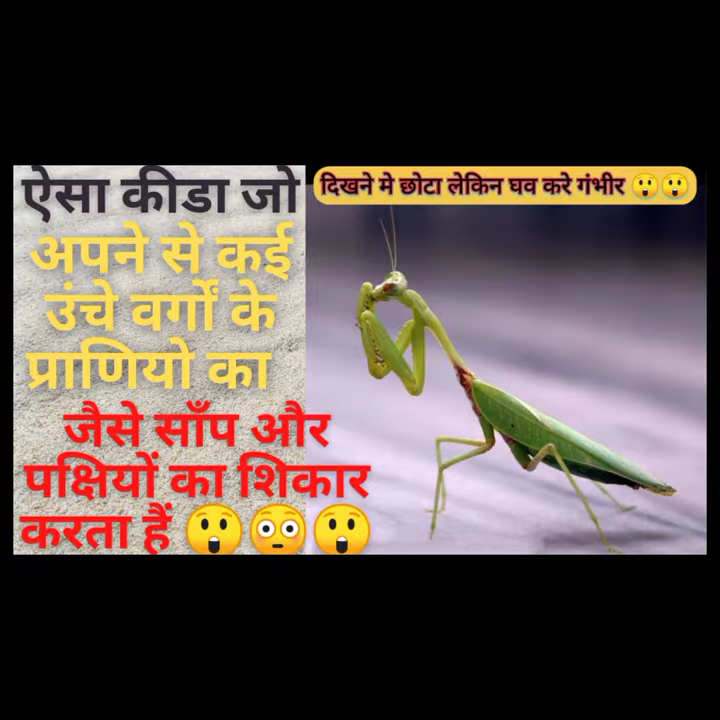 ऐसा कीडा जो
अपने से कई
उंचे वर्गों के
प्राणियो का
जैसे साँप और
पक्षियों का शिकार
करता हैं 😲😳😲
दिखने मे छोटा लेकिन घव करे गंभीर 😲😲